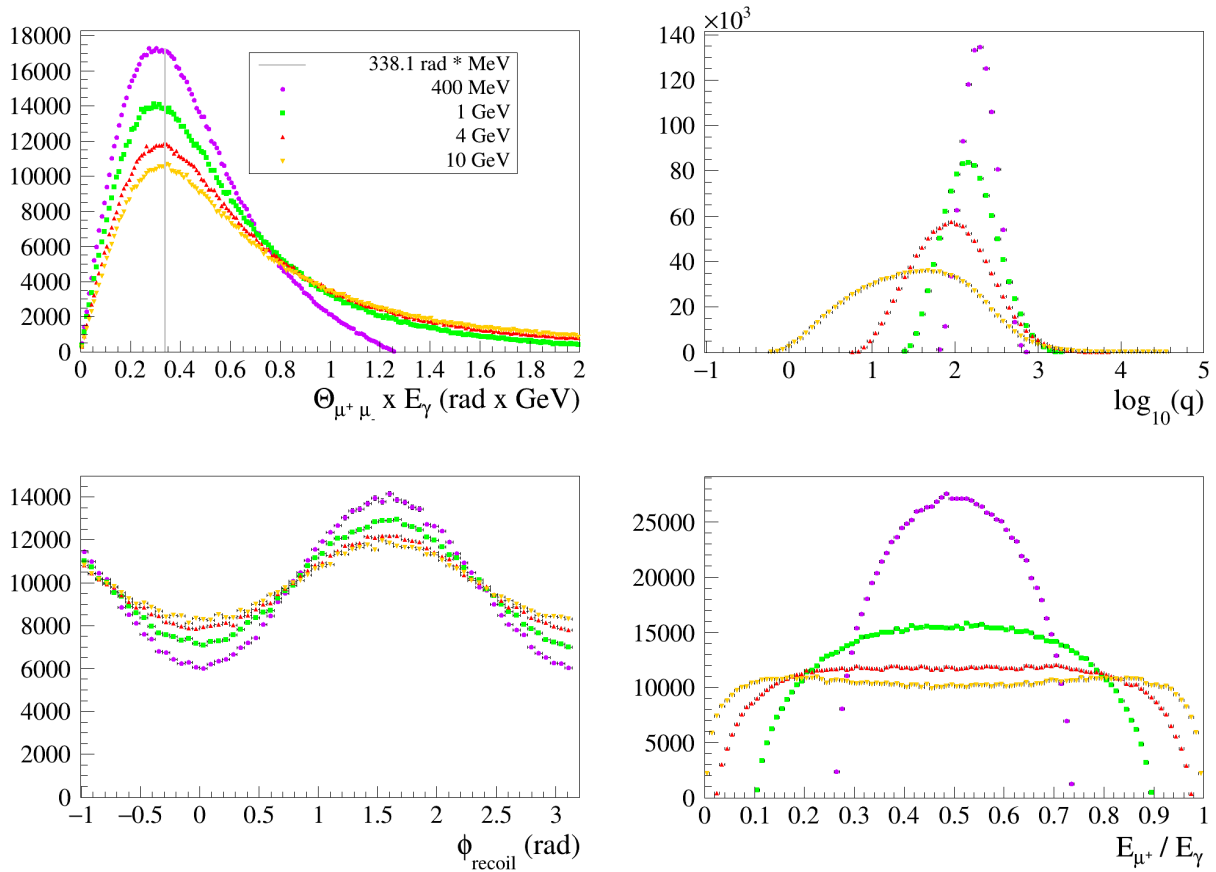 18000
16000
14000
12000
10000
8000
6000
4000
2000
0
0 0.2 0.4 0.6 0.8 1 1.2 1.4 1.6 1.8 2
Θμ+ μ- x Eγ (rad x GeV)
338.1 rad * MeV
400 MeV
1 GeV
4 GeV
10 GeV
×10³
140
120
100
80
60
40
20
0
−1 0 1 2 3 4 5
log10(q)
14000
12000
10000
8000
6000
4000
2000
0
−1 −0.5 0 0.5 1 1.5 2 2.5 3
ϕrecoil (rad)
25000
20000
15000
10000
5000
0
0 0.1 0.2 0.3 0.4 0.5 0.6 0.7 0.8 0.9 1
Eμ+ / Eγ